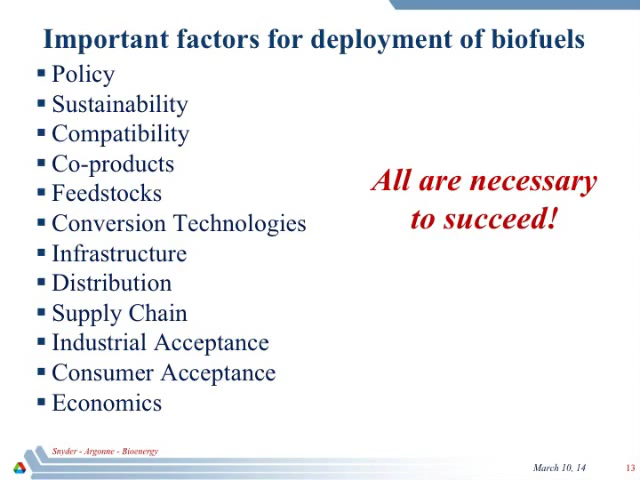 Important factors for deployment of biofuels
▪ Policy
▪ Sustainability
▪ Compatibility
▪ Co-products
▪ Feedstocks
▪ Conversion Technologies
▪ Infrastructure
▪ Distribution
▪ Supply Chain
▪ Industrial Acceptance
▪ Consumer Acceptance
▪ Economics
All are necessary
to succeed!
Snyder - Argonne - Bioenergy
March 10, 14
13